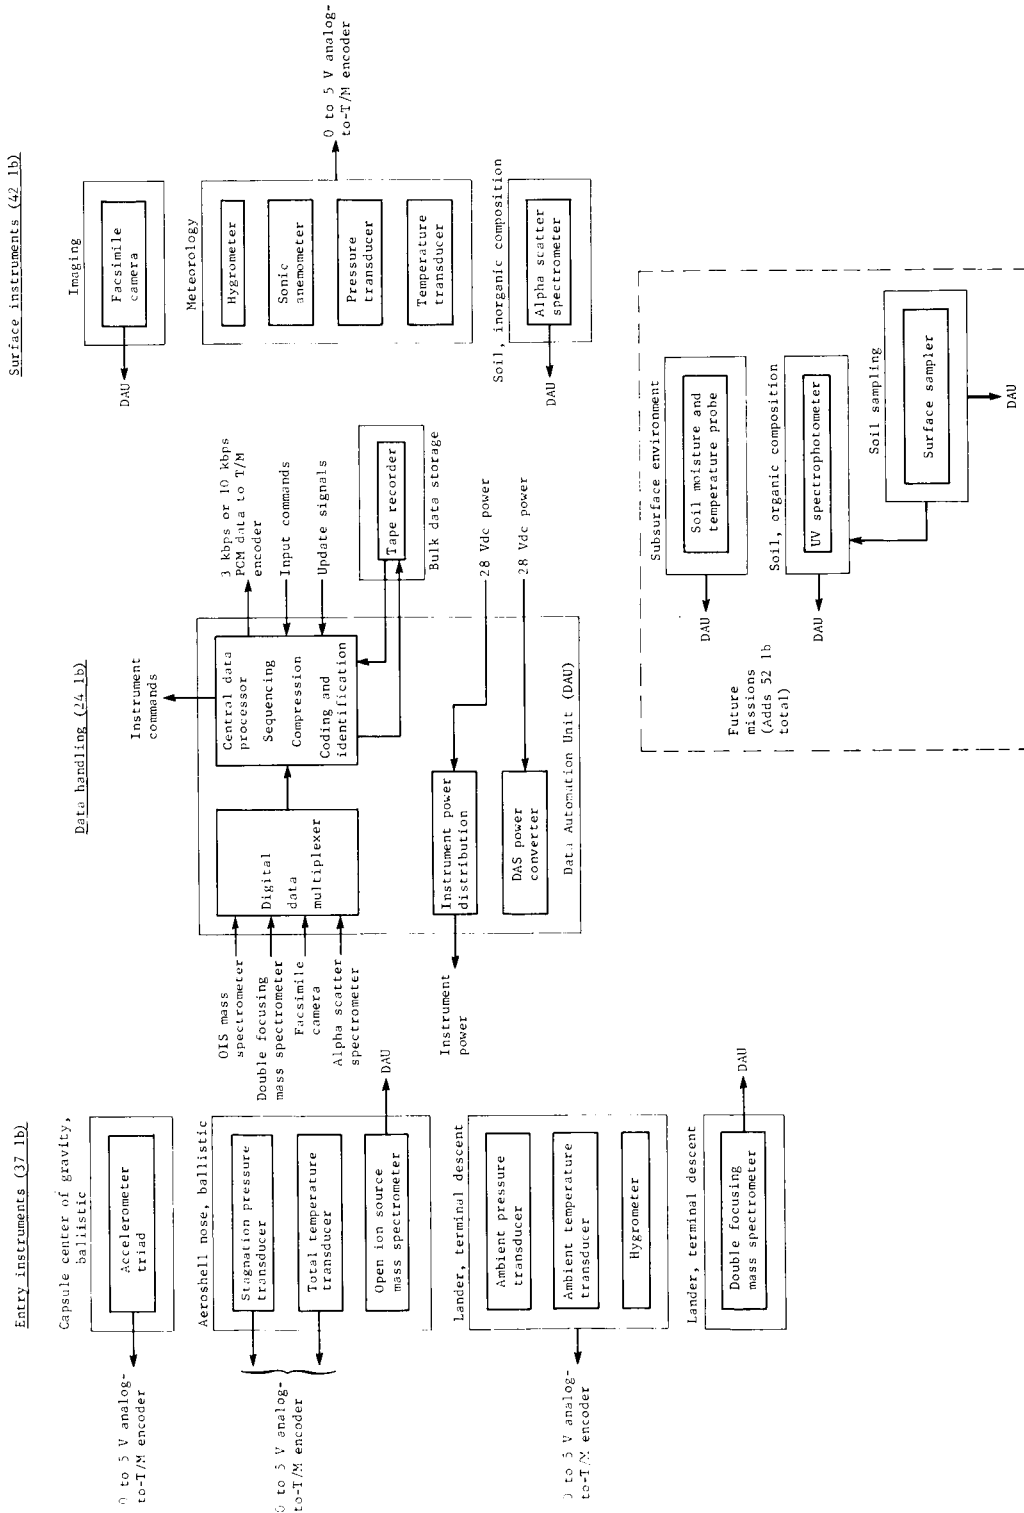 Entry instruments (37 lb)
Capsule center of gravity,
ballistic
Accelerometer
triad
0 to 5 V analog-
to-T/M encoder
Aeroshell nose, ballistic
Stagnation pressure
transducer
Total temperature
transducer
Open ion source
mass spectrometer
DAU
0 to 5 V analog-
to-T/M encoder
Lander, terminal descent
Ambient pressure
transducer
Ambient temperature
transducer
Hygrometer
0 to 5 V analog-
to-T/M encoder
Lander, terminal descent
Double focusing
mass spectrometer
DAU
Data handling (24 lb)
Instrument
commands
OIS mass
spectrometer
Double focusing
mass spectrometer
Facsimile
camera
Alpha scatter
spectrometer
Digital
data
multiplexer
Central data
processor
Sequencing
Compression
Coding and
identification
3 kbps or 10 kbps
PCM data to T/M
encoder
Input commands
Update signals
Tape recorder
Bulk data storage
Instrument
power
Instrument power
distribution
28 Vdc power
DAS power
converter
28 Vdc power
Data Automation Unit (DAU)
Surface instruments (42 lb)
Imaging
Facsimile
camera
DAU
Meteorology
Hygrometer
Sonic
anemometer
Pressure
transducer
Temperature
transducer
0 to 5 V analog-
to-T/M encoder
Soil, inorganic composition
Alpha scatter
spectrometer
DAU
Future
missions
(Adds 52 lb
total)
Subsurface environment
Soil moisture and
temperature probe
DAU
Soil, organic composition
UV spectrophotometer
DAU
Soil sampling
Surface sampler
DAU